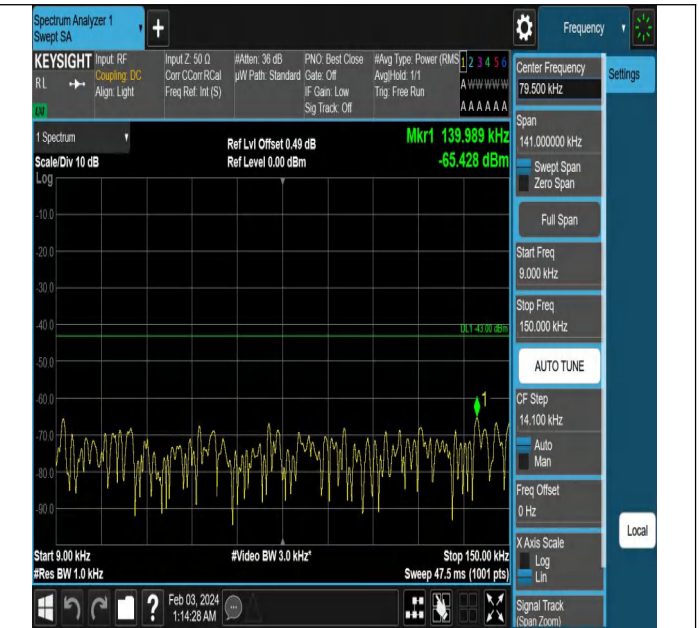 Spectrum Analyzer 1
Swept SA
+
Frequency
KEYSIGHT
RL
Input: RF
Coupling: DC
Align: Light
Input Z: 50 Ω
Corr CCorr RCal
Freq Ref: Int (S)
#Atten: 36 dB
µW Path: Standard
PNO: Best Close
Gate: Off
IF Gain: Low
Sig Track: Off
#Avg Type: Power (RMS
Avg|Hold: 1/1
Trig: Free Run
1 2 3 4 5 6
A W W W W W
A A A A A A
Center Frequency
79.500 kHz
Settings
Span
141.000000 kHz
Swept Span
Zero Span
Full Span
Start Freq
9.000 kHz
Stop Freq
150.000 kHz
AUTO TUNE
CF Step
14.100 kHz
Auto
Man
Freq Offset
0 Hz
X Axis Scale
Log
Lin
Signal Track
(Span Zoom)
Local
1 Spectrum
Scale/Div 10 dB
Ref Lvl Offset 0.49 dB
Ref Level 0.00 dBm
Mkr1 139.989 kHz
-65.428 dBm
Log
-10.0
-20.0
-30.0
-40.0
DL1 -43.00 dBm
-50.0
-60.0
1
-70.0
-80.0
-90.0
Start 9.00 kHz
#Video BW 3.0 kHz*
Stop 150.00 kHz
#Res BW 1.0 kHz
Sweep 47.5 ms (1001 pts)
?
Feb 03, 2024
1:14:28 AM